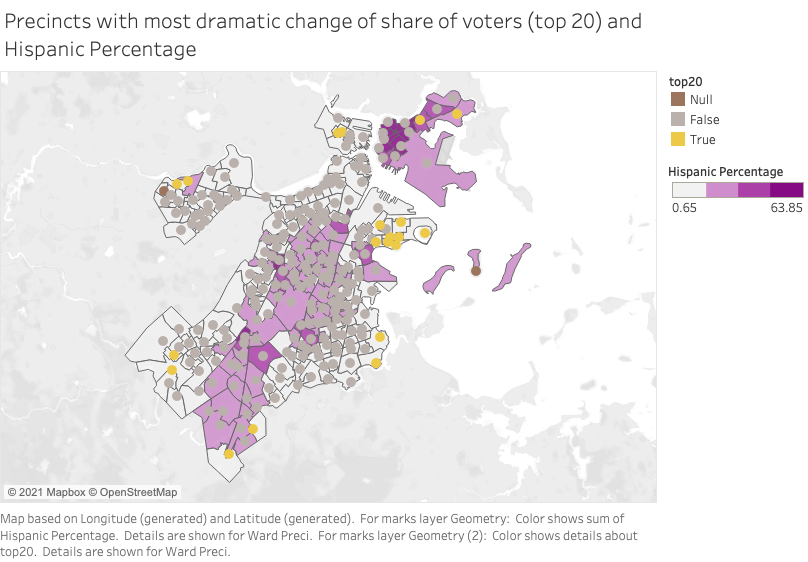 Precincts with most dramatic change of share of voters (top 20) and
Hispanic Percentage
top20
Null
False
True
Hispanic Percentage
0.65 63.85
© 2021 Mapbox © OpenStreetMap
Map based on Longitude (generated) and Latitude (generated).  For marks layer Geometry:  Color shows sum of
Hispanic Percentage.  Details are shown for Ward Preci.  For marks layer Geometry (2):  Color shows details about
top20.  Details are shown for Ward Preci.